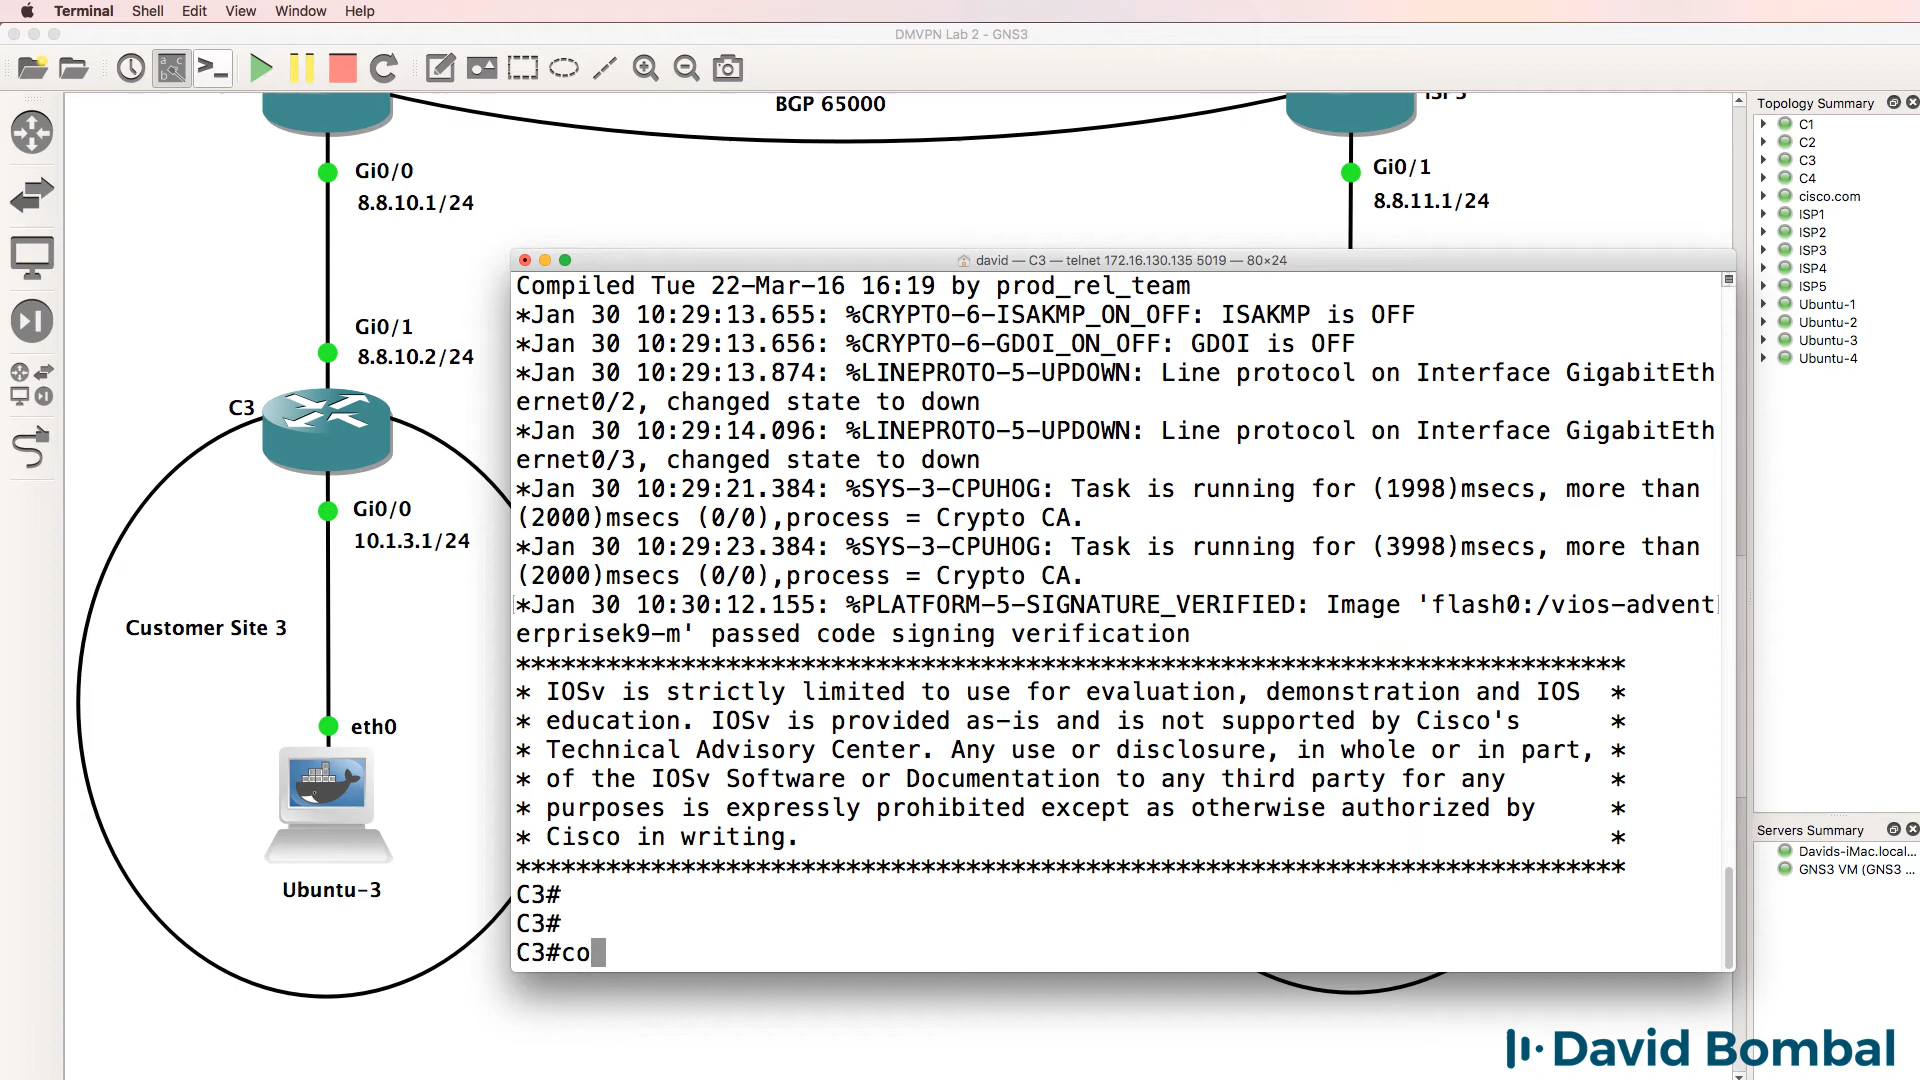 Terminal Shell Edit View Window Help
DMVPN Lab 2 - GNS3
BGP 65000
Gi0/0
8.8.10.1/24
Gi0/1
8.8.11.1/24
Gi0/1
8.8.10.2/24
C3
Gi0/0
10.1.3.1/24
Customer Site 3
eth0
Ubuntu-3
david — C3 — telnet 172.16.130.135 5019 — 80×24
Compiled Tue 22-Mar-16 16:19 by prod_rel_team
*Jan 30 10:29:13.655: %CRYPTO-6-ISAKMP_ON_OFF: ISAKMP is OFF
*Jan 30 10:29:13.656: %CRYPTO-6-GDOI_ON_OFF: GDOI is OFF
*Jan 30 10:29:13.874: %LINEPROTO-5-UPDOWN: Line protocol on Interface GigabitEth
ernet0/2, changed state to down
*Jan 30 10:29:14.096: %LINEPROTO-5-UPDOWN: Line protocol on Interface GigabitEth
ernet0/3, changed state to down
*Jan 30 10:29:21.384: %SYS-3-CPUHOG: Task is running for (1998)msecs, more than
(2000)msecs (0/0),process = Crypto CA.
*Jan 30 10:29:23.384: %SYS-3-CPUHOG: Task is running for (3998)msecs, more than
(2000)msecs (0/0),process = Crypto CA.
*Jan 30 10:30:12.155: %PLATFORM-5-SIGNATURE_VERIFIED: Image 'flash0:/vios-advent
erprisek9-m' passed code signing verification
**************************************************************************
* IOSv is strictly limited to use for evaluation, demonstration and IOS *
* education. IOSv is provided as-is and is not supported by Cisco's *
* Technical Advisory Center. Any use or disclosure, in whole or in part, *
* of the IOSv Software or Documentation to any third party for any *
* purposes is expressly prohibited except as otherwise authorized by *
* Cisco in writing. *
**************************************************************************
C3#
C3#
C3#co
Topology Summary
C1
C2
C3
C4
cisco.com
ISP1
ISP2
ISP3
ISP4
ISP5
Ubuntu-1
Ubuntu-2
Ubuntu-3
Ubuntu-4
Servers Summary
Davids-iMac.local...
GNS3 VM (GNS3 ...
David Bombal